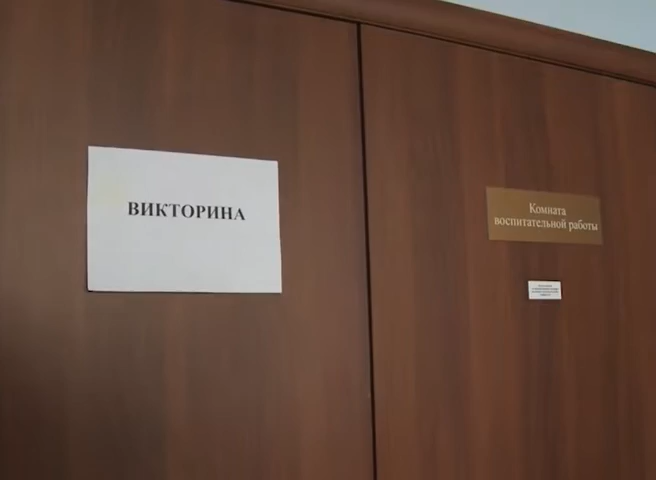 ВИКТОРИНА
Комната
воспитательной работы